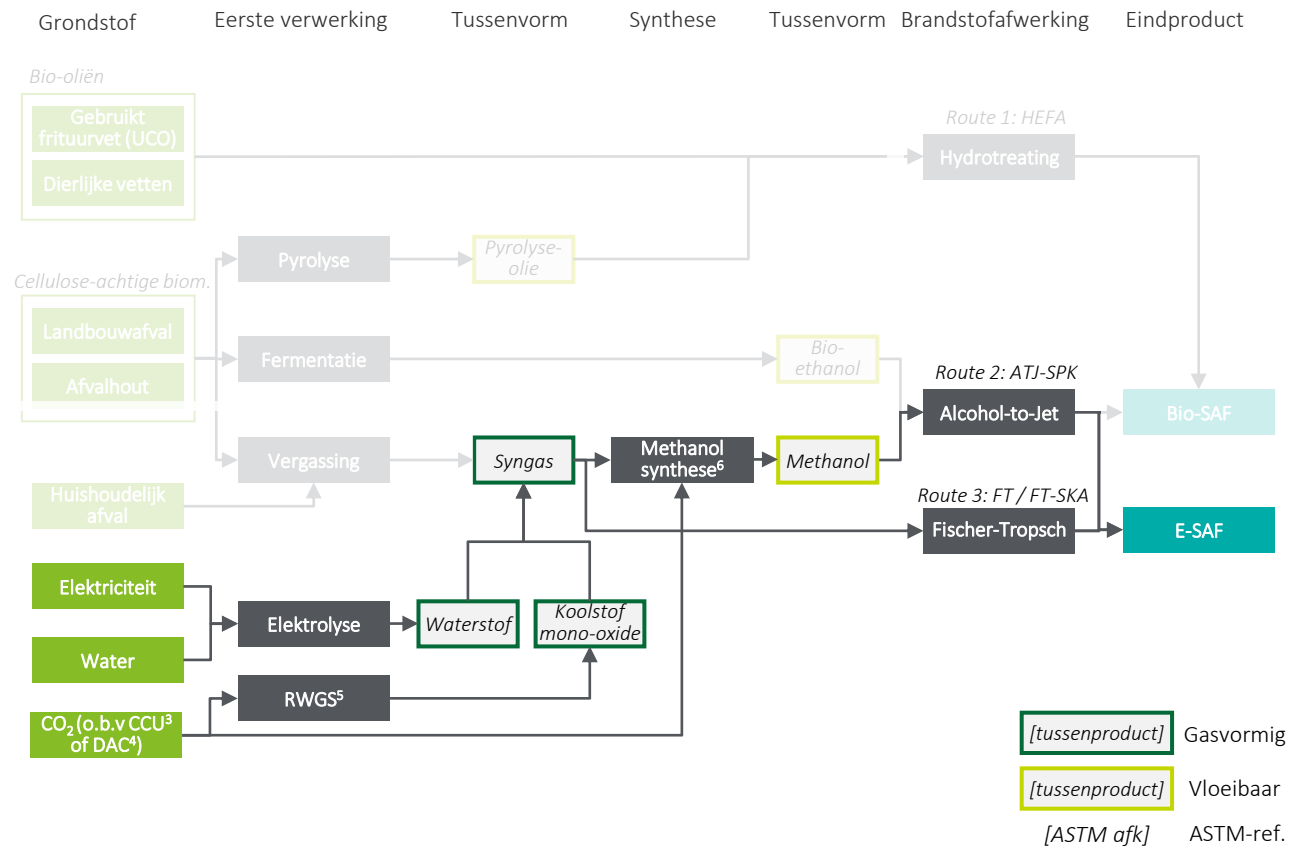 Grondstof
Eerste verwerking
Tussenvorm
Synthese
Tussenvorm
Brandstofafwerking
Eindproduct
Bio-oliën
Gebruikt
frituurvet (UCO)
Dierlijke vetten
Route 1: HEFA
Hydrotreating
Pyrolyse
Pyrolyse-
olie
Cellulose-achtige biom.
Landbouwafval
Afvalhout
Fermentatie
Bio-
ethanol
Route 2: ATJ-SPK
Alcohol-to-Jet
Bio-SAF
Vergassing
Syngas
Methanol
synthese⁶
Methanol
Huishoudelijk
afval
Route 3: FT / FT-SKA
Fischer-Tropsch
E-SAF
Elektriciteit
Water
Elektrolyse
Waterstof
Koolstof
mono-oxide
RWGS⁵
CO₂ (o.b.v CCU³
of DAC⁴)
[tussenproduct] Gasvormig
[tussenproduct] Vloeibaar
[ASTM afk] ASTM-ref.